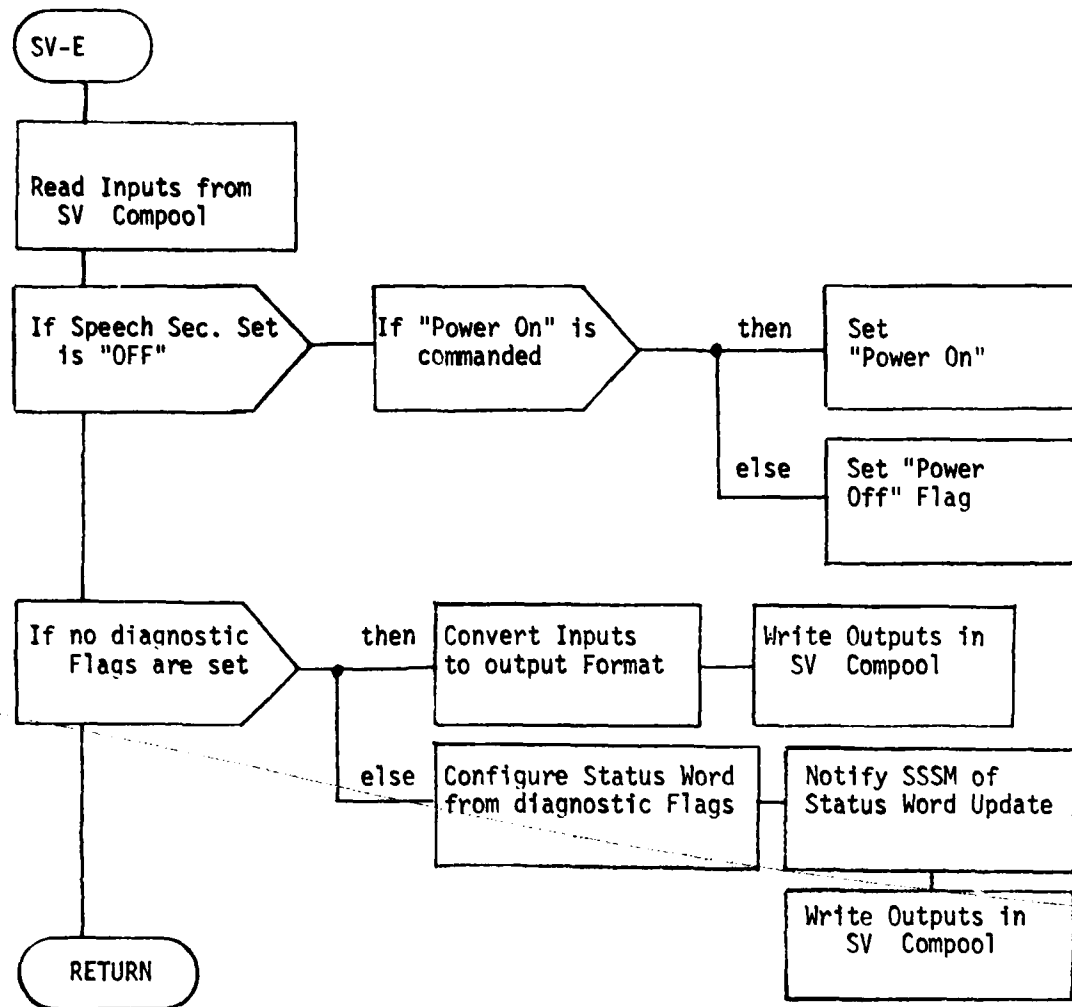 SV-E
Read Inputs from
SV Compool
If Speech Sec. Set
is "OFF"
If "Power On" is
commanded
then
Set
"Power On"
else
Set "Power
Off" Flag
If no diagnostic
Flags are set
then
Convert Inputs
to output Format
Write Outputs in
SV Compool
else
Configure Status Word
from diagnostic Flags
Notify SSSM of
Status Word Update
Write Outputs in
SV Compool
RETURN